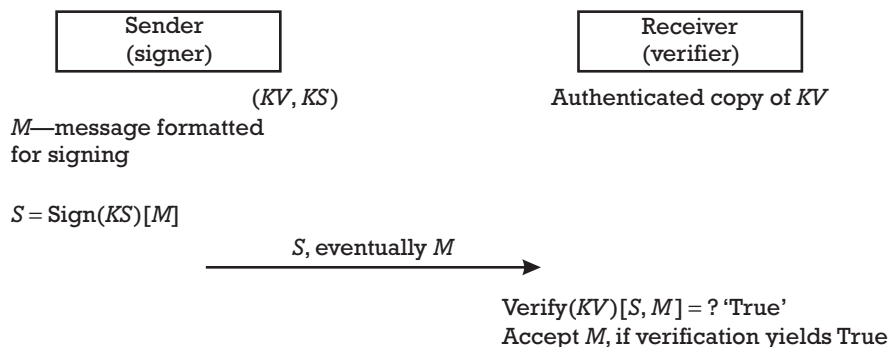 Sender
(signer)
Receiver
(verifier)
(KV, KS)
Authenticated copy of KV
M—message formatted
for signing
S = Sign(KS)[M]
S, eventually M
Verify(KV)[S, M] = ? ‘True’
Accept M, if verification yields True